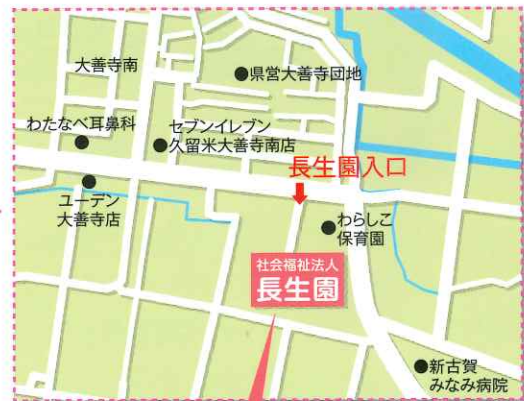 大善寺南
県営大善寺団地
わたなべ耳鼻科
セブンイレブン
久留米大善寺南店
長生園入口
ユーデン
大善寺店
わらしこ
保育園
社会福祉法人
長生園
新古賀
みなみ病院